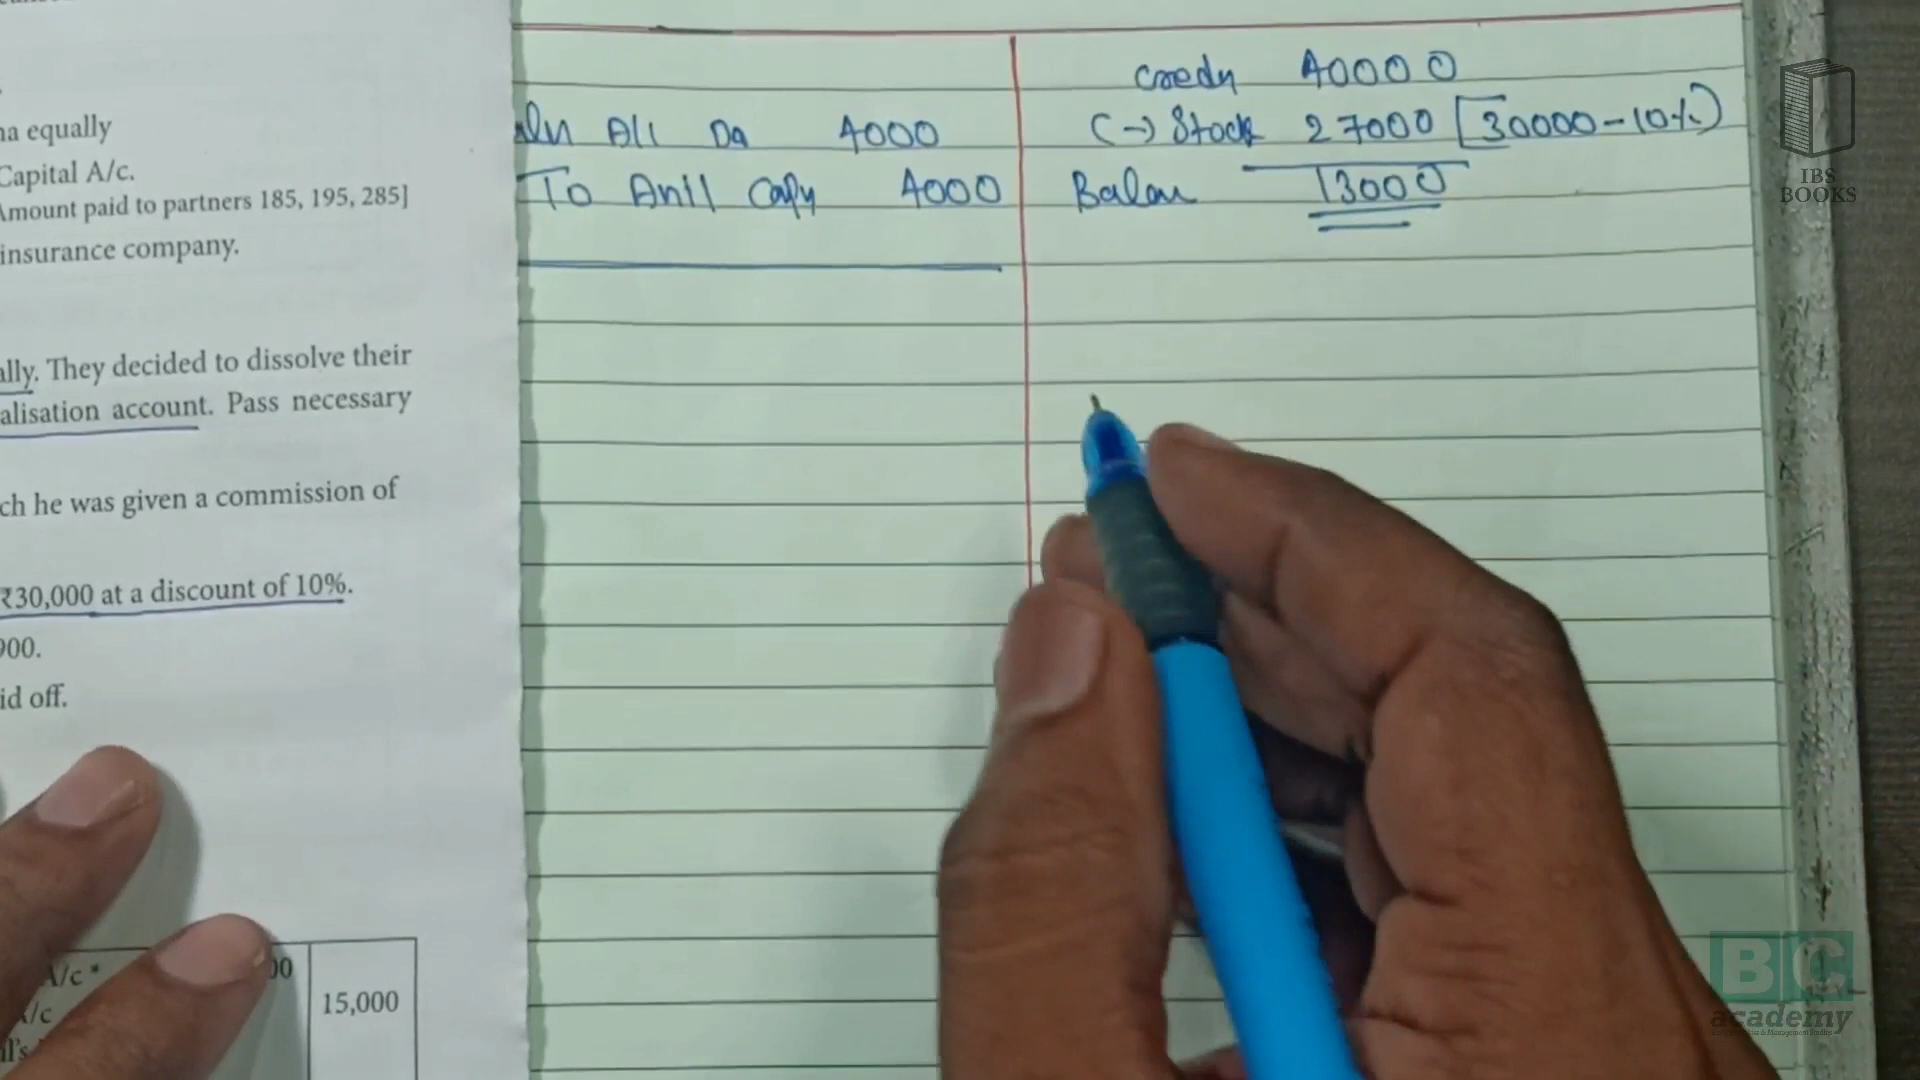 na equally
Capital A/c.
Amount paid to partners 185, 195, 285]
insurance company.
ally. They decided to dissolve their
alisation account. Pass necessary
ch he was given a commission of
₹30,000 at a discount of 10%.
900.
id off.
A/c *
00
A/c
15,000
il's
All Da 4000
To Anil Capy 4000
Credn 40000
(-) Stock 27000 [30000-10%)
Balan 13000
IBS
BOOKS
BC
academy